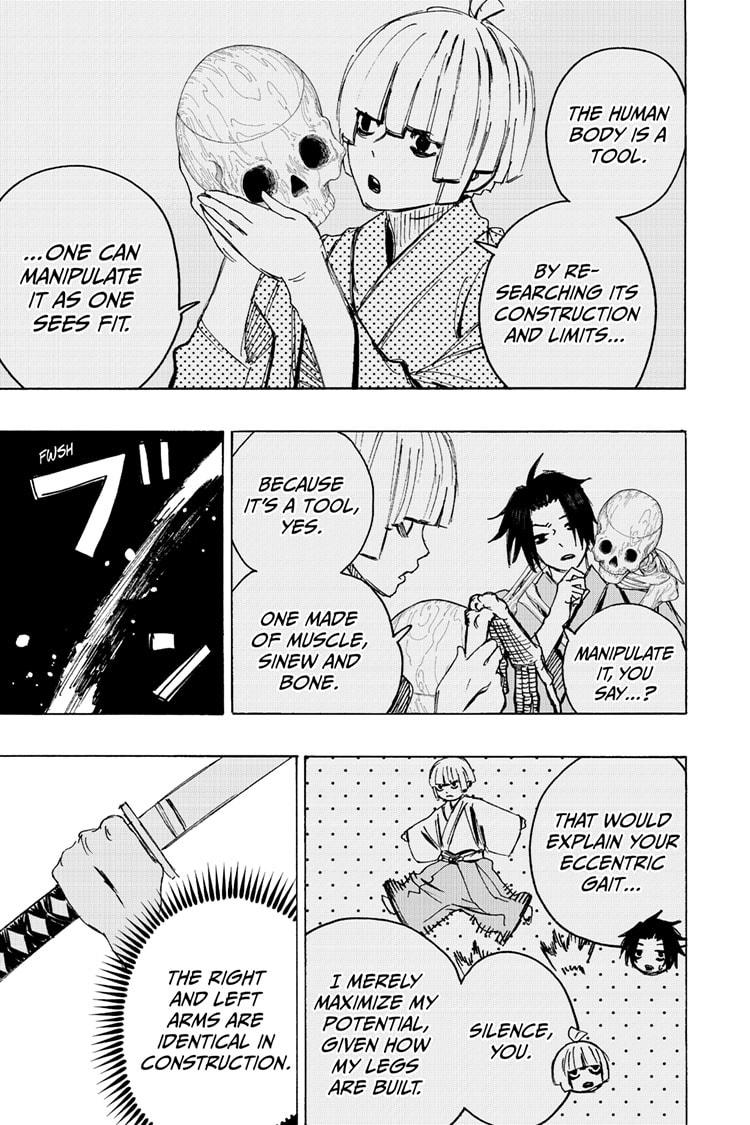 THE HUMAN
BODY IS A
TOOL.
BY RE-
SEARCHING ITS
CONSTRUCTION
AND LIMITS...
...ONE CAN
MANIPULATE
IT AS ONE
SEES FIT.
MANIPULATE
IT, YOU
SAY...?
BECAUSE
IT'S A TOOL,
YES.
ONE MADE
OF MUSCLE,
SINEW AND
BONE.
FWSH
ブ
THAT WOULD
EXPLAIN YOUR
ECCENTRIC
GAIT...
SILENCE,
YOU.
I MERELY
MAXIMIZE MY
POTENTIAL,
GIVEN HOW
MY LEGS
ARE BUILT.
THE RIGHT
AND LEFT
ARMS ARE
IDENTICAL IN
CONSTRUCTION.